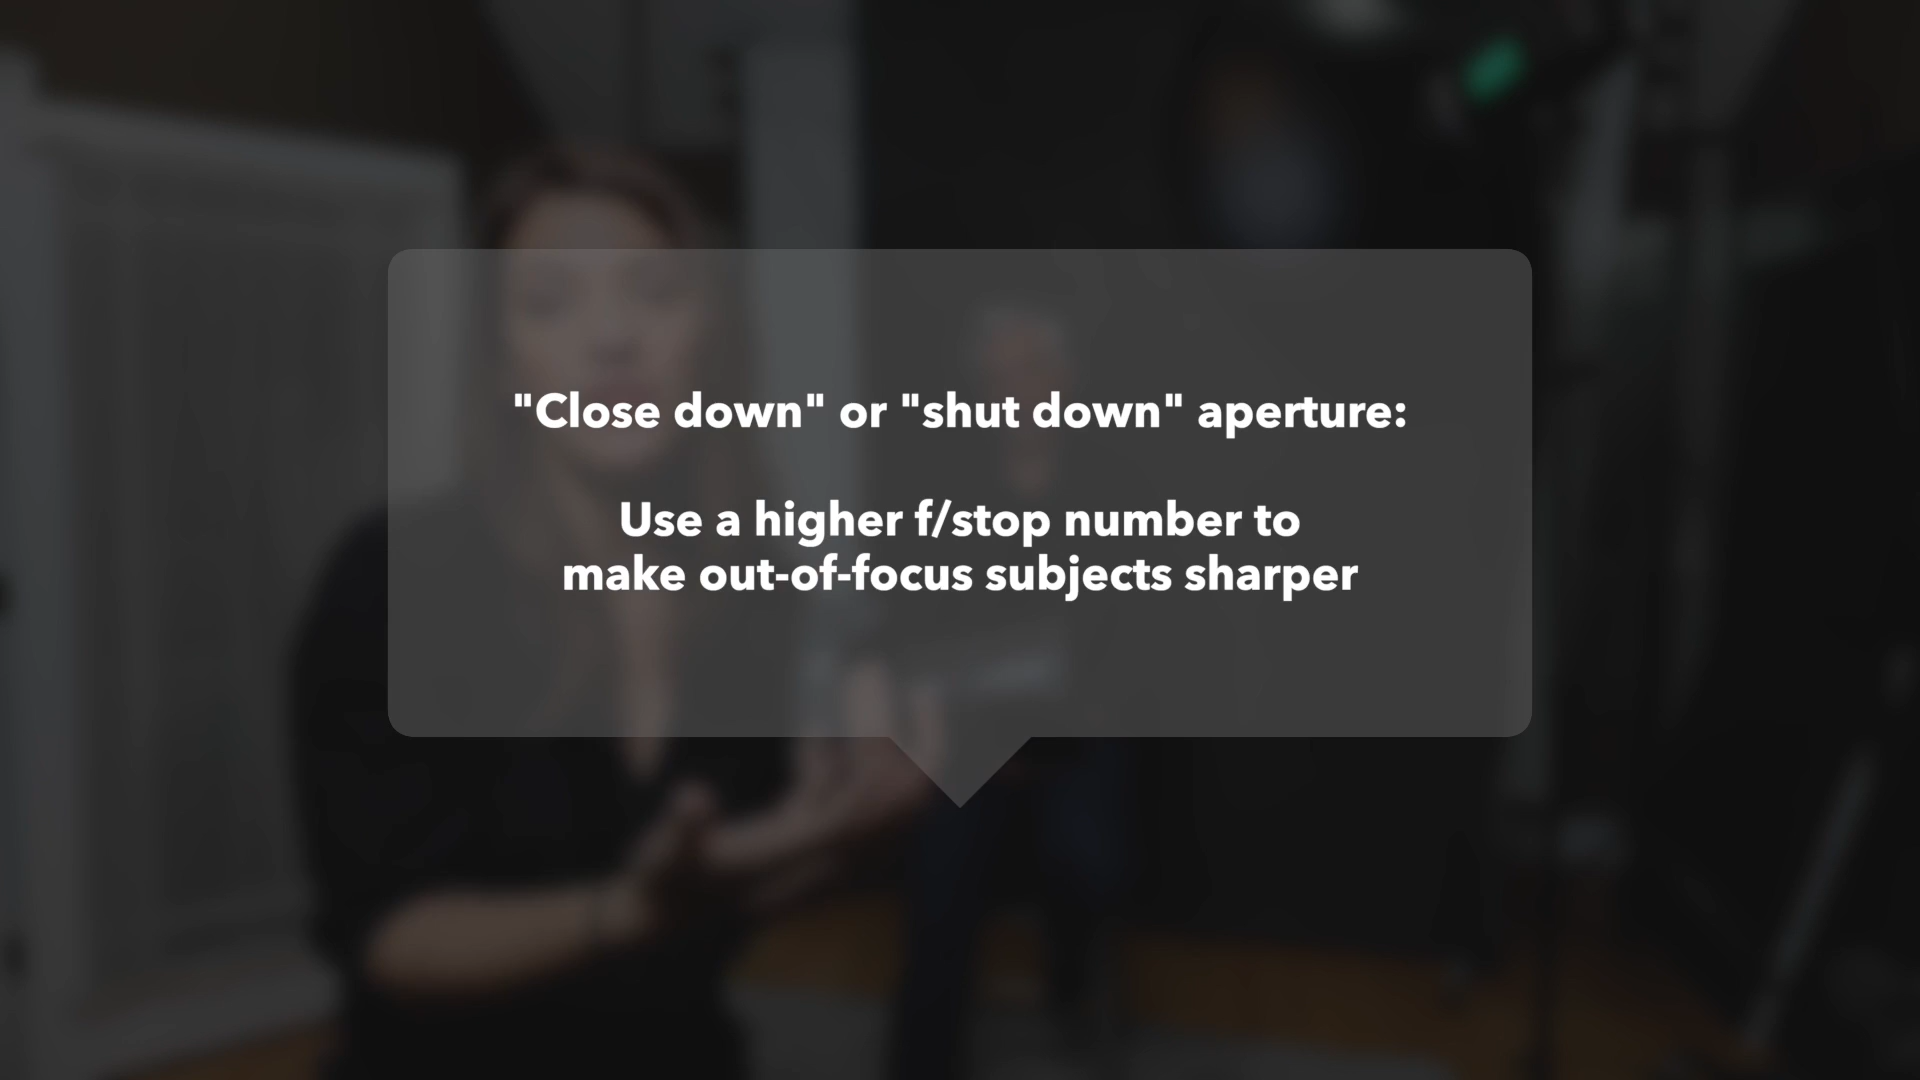 "Close down" or "shut down" aperture:
Use a higher f/stop number to
make out-of-focus subjects sharper